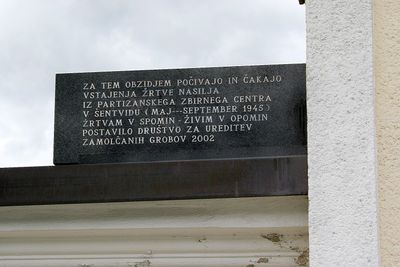 ZA TEM OBZIDJEM POČIVAJO IN ČAKAJO
VSTAJENJA ŽRTVE NASILJA
IZ PARTIZANSKEGA ZBIRNEGA CENTRA
V ŠENTVIDU (MAJ---SEPTEMBER 1945.)
ŽRTVAM V SPOMIN - ŽIVIM V OPOMIN
POSTAVILO DRUŠTVO ZA UREDITEV
ZAMOLČANIH GROBOV 2002